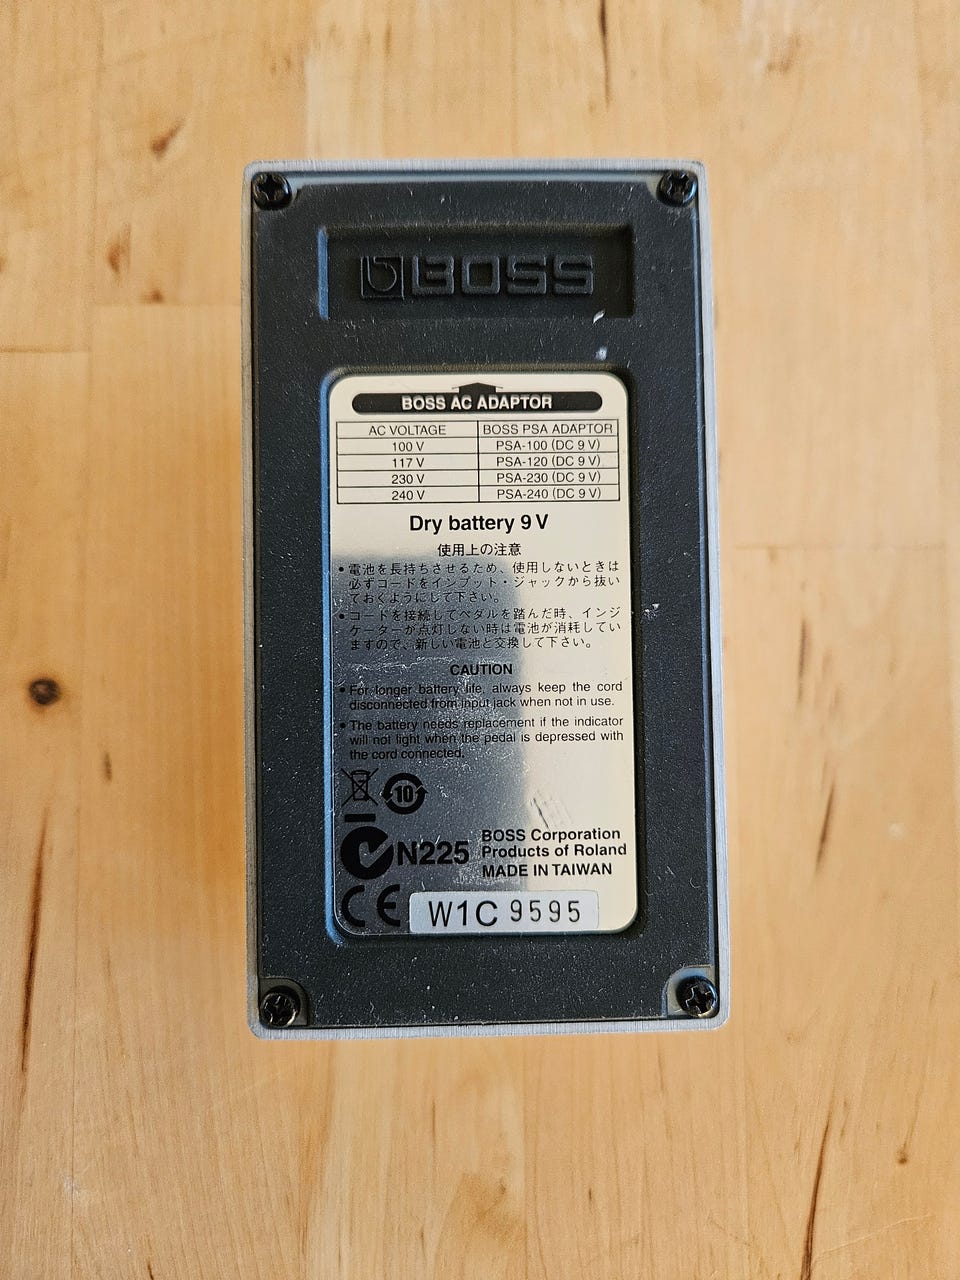 BOSS
BOSS AC ADAPTOR
AC VOLTAGE BOSS PSA ADAPTOR
100 V PSA-100 (DC 9 V)
117 V PSA-120 (DC 9 V)
230 V PSA-230 (DC 9 V)
240 V PSA-240 (DC 9 V)
Dry battery 9 V
使用上の注意
• 電池を長持ちさせるため、使用しないときは
必ずコードをインプット・ジャックから抜い
ておくようにして下さい。
• コードを接続してペダルを踏んだ時、インジ
ケーターが点灯しない時は電池が消耗してい
ますので、新しい電池と交換して下さい。
CAUTION
• For longer battery life, always keep the cord
disconnected from input jack when not in use.
• The battery needs replacement if the indicator
will not light when the pedal is depressed with
the cord connected.
10
N225
BOSS Corporation
Products of Roland
MADE IN TAIWAN
CE
W1C 9595